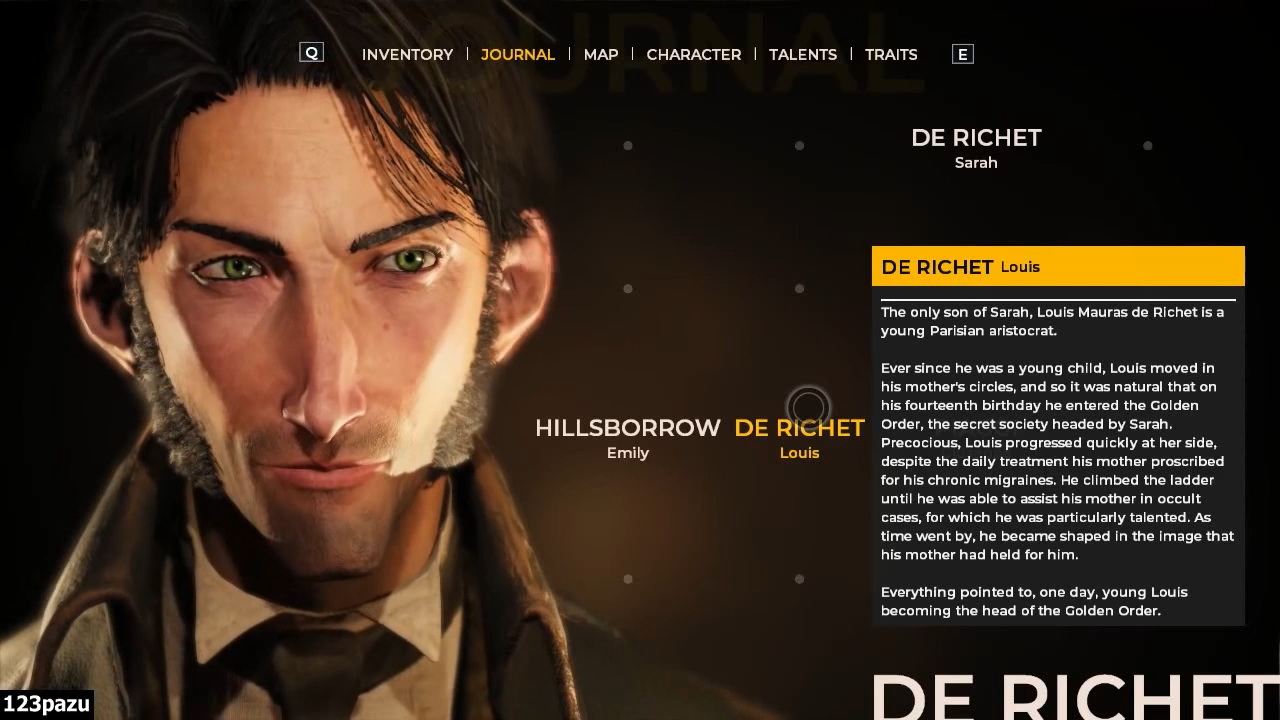 JOURNAL
Q INVENTORY JOURNAL MAP CHARACTER TALENTS TRAITS E
DE RICHET
Sarah
DE RICHET Louis
The only son of Sarah, Louis Mauras de Richet is a
young Parisian aristocrat.
Ever since he was a young child, Louis moved in
his mother's circles, and so it was natural that on
his fourteenth birthday he entered the Golden
Order, the secret society headed by Sarah.
Precocious, Louis progressed quickly at her side,
despite the daily treatment his mother proscribed
for his chronic migraines. He climbed the ladder
until he was able to assist his mother in occult
cases, for which he was particularly talented. As
time went by, he became shaped in the image that
his mother had held for him.
Everything pointed to, one day, young Louis
becoming the head of the Golden Order.
HILLSBORROW
Emily
DE RICHET
Louis
DE RICHET
123pazu